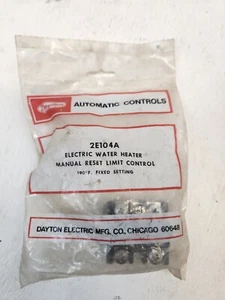 AUTOMATIC CONTROLS
2E104A
ELECTRIC WATER HEATER
MANUAL RESET LIMIT CONTROL
190°F. FIXED SETTING
DAYTON ELECTRIC MFG. CO., CHICAGO 60648